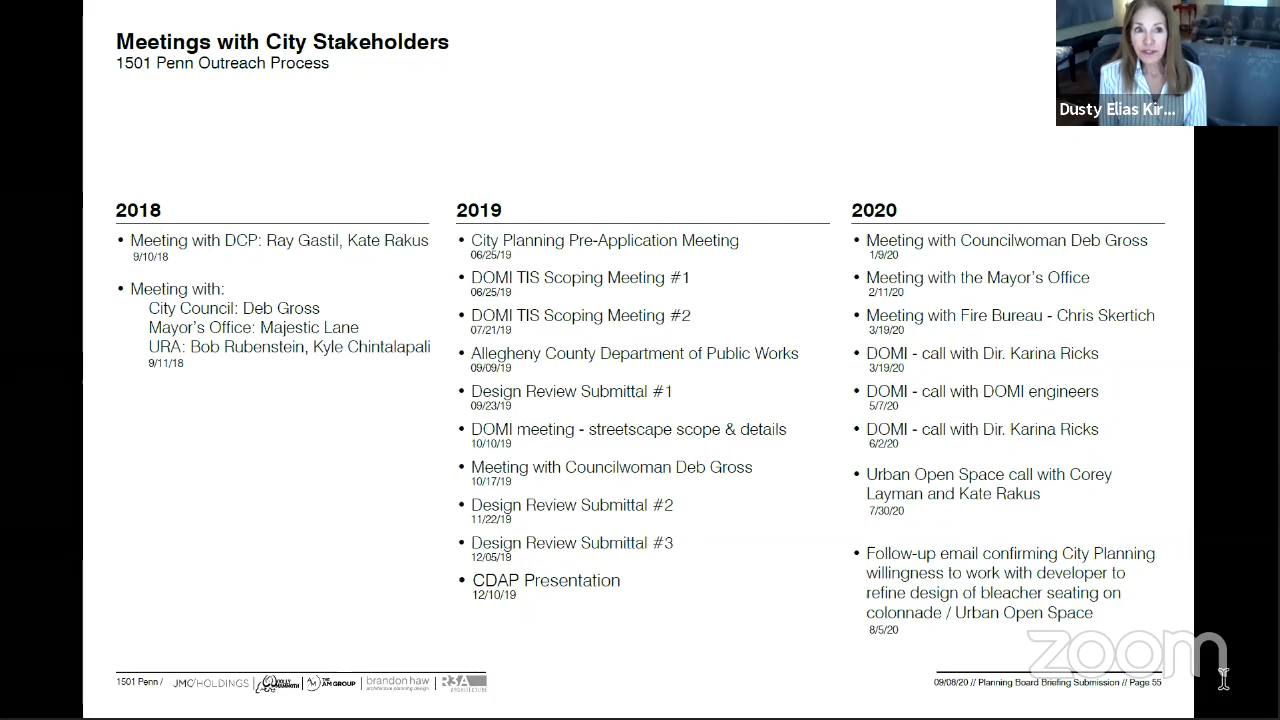 Meetings with City Stakeholders
1501 Penn Outreach Process
Dusty Elias Kir...
2018
• Meeting with DCP: Ray Gastil, Kate Rakus
9/10/18
• Meeting with:
City Council: Deb Gross
Mayor's Office: Majestic Lane
URA: Bob Rubenstein, Kyle Chintalapali
9/11/18
2019
• City Planning Pre-Application Meeting
06/25/19
• DOMI TIS Scoping Meeting #1
06/25/19
• DOMI TIS Scoping Meeting #2
07/21/19
• Allegheny County Department of Public Works
09/09/19
• Design Review Submittal #1
09/23/19
• DOMI meeting - streetscape scope & details
10/10/19
• Meeting with Councilwoman Deb Gross
10/17/19
• Design Review Submittal #2
11/22/19
• Design Review Submittal #3
12/05/19
• CDAP Presentation
12/10/19
2020
• Meeting with Councilwoman Deb Gross
1/9/20
• Meeting with the Mayor's Office
2/11/20
• Meeting with Fire Bureau - Chris Skertich
3/19/20
• DOMI - call with Dir. Karina Ricks
3/19/20
• DOMI - call with DOMI engineers
5/7/20
• DOMI - call with Dir. Karina Ricks
6/2/20
• Urban Open Space call with Corey
Layman and Kate Rakus
7/30/20
• Follow-up email confirming City Planning
willingness to work with developer to
refine design of bleacher seating on
colonnade / Urban Open Space
8/5/20
zoom
1501 Penn /
JMC HOLDINGS
THE AM GROUP
brandon haw
architecture planning design
R3A
ARCHITECTURE
09/08/20 // Planning Board Briefing Submission // Page 55